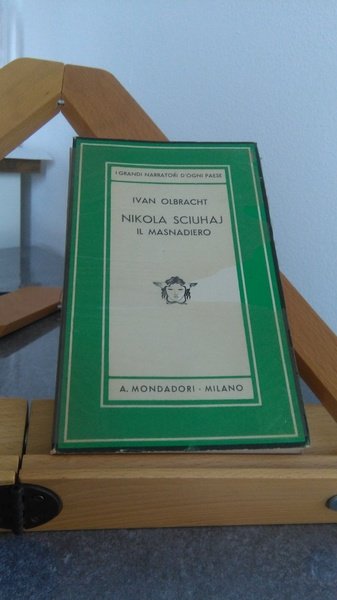 I GRANDI NARRATORI D'OGNI PAESE
IVAN OLBRACHT
NIKOLA SCIUHAJ
IL MASNADIERO
A. MONDADORI - MILANO